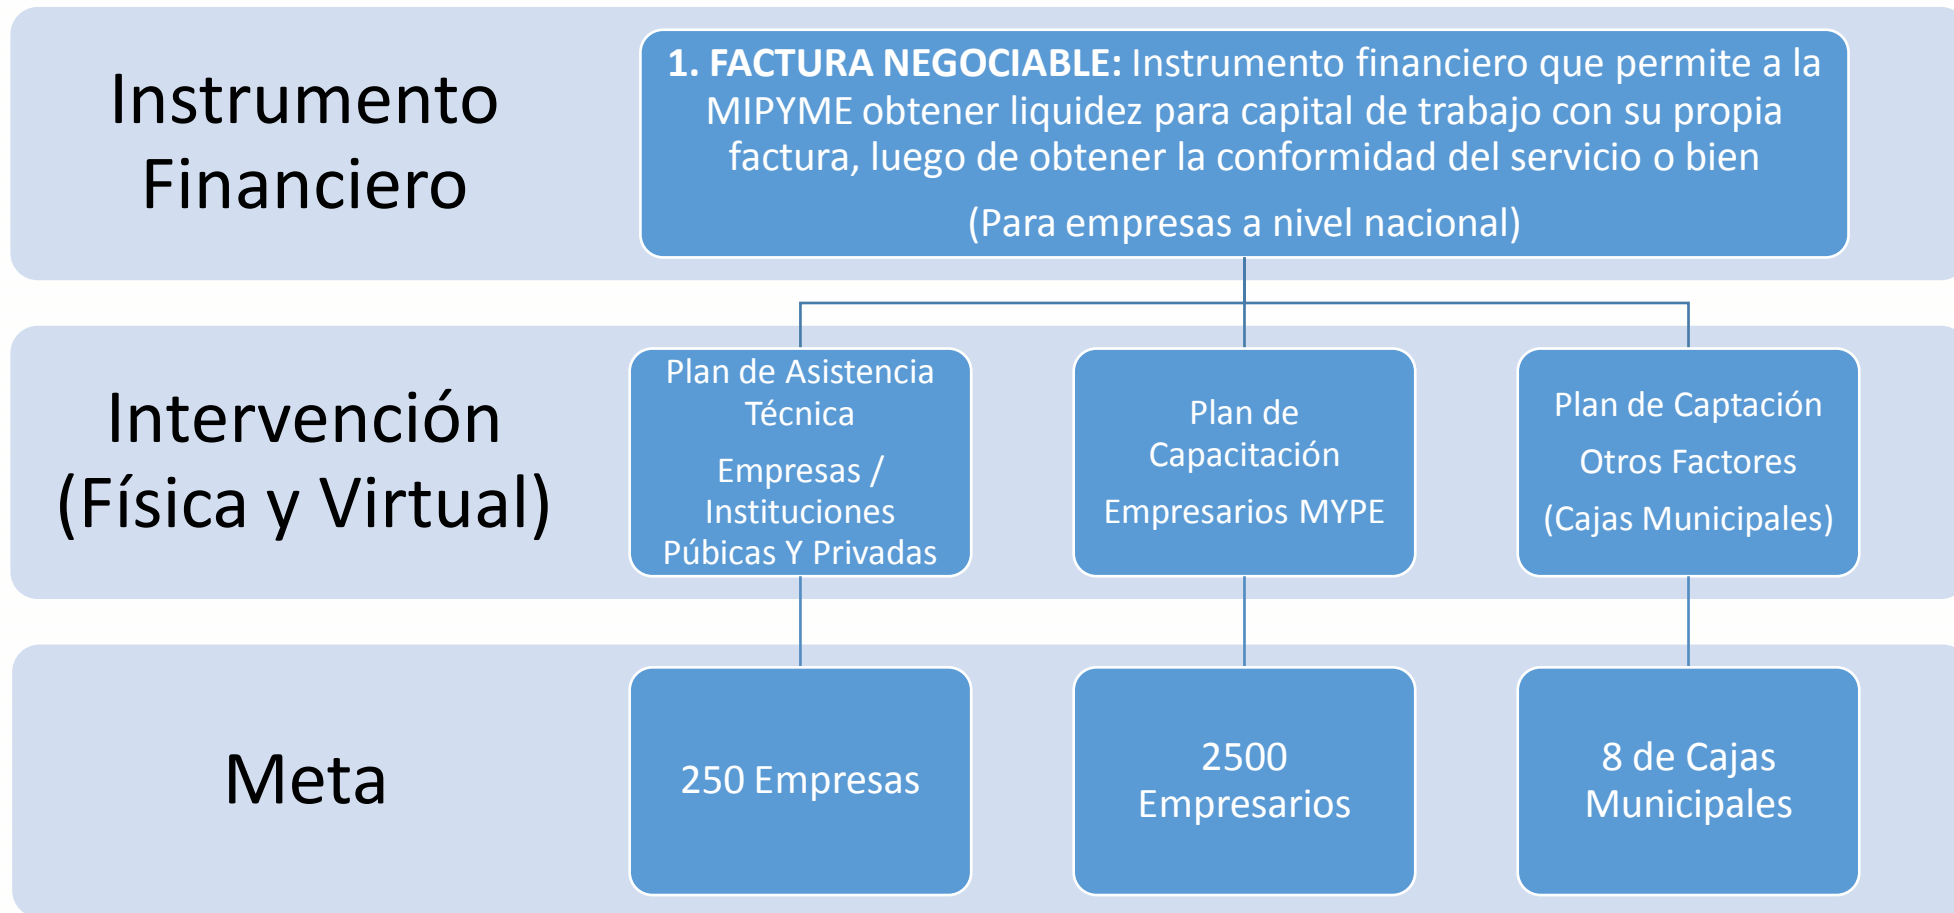 Instrumento
Financiero
1. FACTURA NEGOCIABLE: Instrumento financiero que permite a la
MIPYME obtener liquidez para capital de trabajo con su propia
factura, luego de obtener la conformidad del servicio o bien
(Para empresas a nivel nacional)
Intervención
(Física y Virtual)
Plan de Asistencia
Técnica
Empresas /
Instituciones
Púbicas Y Privadas
Plan de
Capacitación
Empresarios MYPE
Plan de Captación
Otros Factores
(Cajas Municipales)
Meta
250 Empresas
2500
Empresarios
8 de Cajas
Municipales